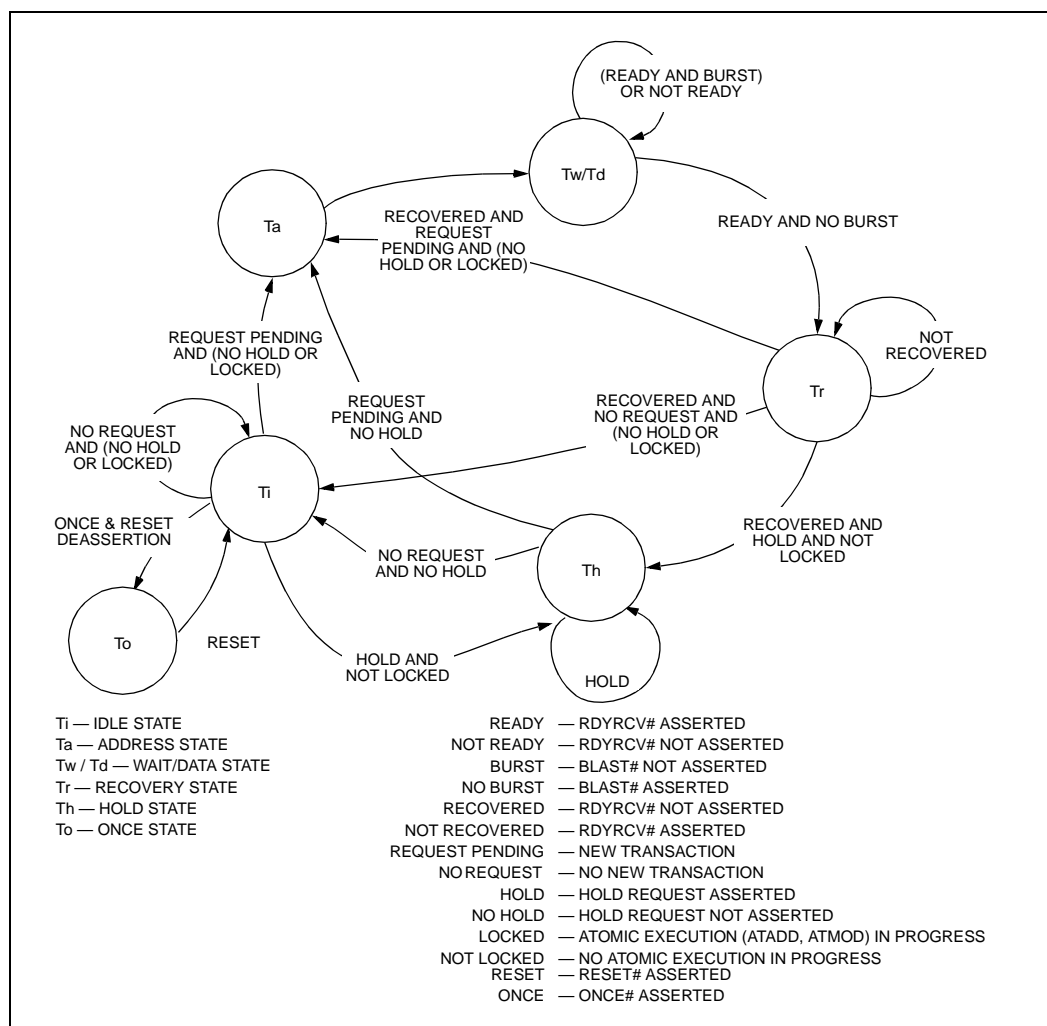 (READY AND BURST)
OR NOT READY
Tw/Td
Ta
RECOVERED AND
REQUEST
PENDING AND (NO
HOLD OR LOCKED)
READY AND NO BURST
REQUEST PENDING
AND (NO HOLD OR
LOCKED)
NOT
RECOVERED
Tr
REQUEST
PENDING AND
NO HOLD
RECOVERED AND
NO REQUEST AND
(NO HOLD OR
LOCKED)
NO REQUEST
AND (NO HOLD
OR LOCKED)
Ti
ONCE & RESET
DEASSERTION
NO REQUEST
AND NO HOLD
Th
RECOVERED AND
HOLD AND NOT
LOCKED
To
RESET
HOLD AND
NOT LOCKED
HOLD
Ti — IDLE STATE
Ta — ADDRESS STATE
Tw / Td — WAIT/DATA STATE
Tr — RECOVERY STATE
Th — HOLD STATE
To — ONCE STATE
READY — RDYRCV# ASSERTED
NOT READY — RDYRCV# NOT ASSERTED
BURST — BLAST# NOT ASSERTED
NO BURST — BLAST# ASSERTED
RECOVERED — RDYRCV# NOT ASSERTED
NOT RECOVERED — RDYRCV# ASSERTED
REQUEST PENDING — NEW TRANSACTION
NO REQUEST — NO NEW TRANSACTION
HOLD — HOLD REQUEST ASSERTED
NO HOLD — HOLD REQUEST NOT ASSERTED
LOCKED — ATOMIC EXECUTION (ATADD, ATMOD) IN PROGRESS
NOT LOCKED — NO ATOMIC EXECUTION IN PROGRESS
RESET — RESET# ASSERTED
ONCE — ONCE# ASSERTED